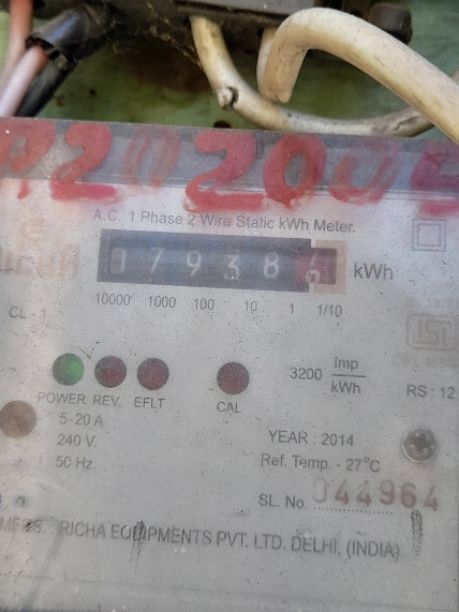 A.C. 1 Phase 2 Wire Static kWh Meter.
07938 kWh
10000 1000 100 10 1 1/10
CL - 1
3200 Imp
kWh
RS : 12
POWER REV. EFLT CAL
5-20 A
240 V.
50 Hz.
YEAR : 2014
Ref. Temp. - 27°C
SL. No. 044964
RICHA EQUIPMENTS PVT. LTD. DELHI, (INDIA)